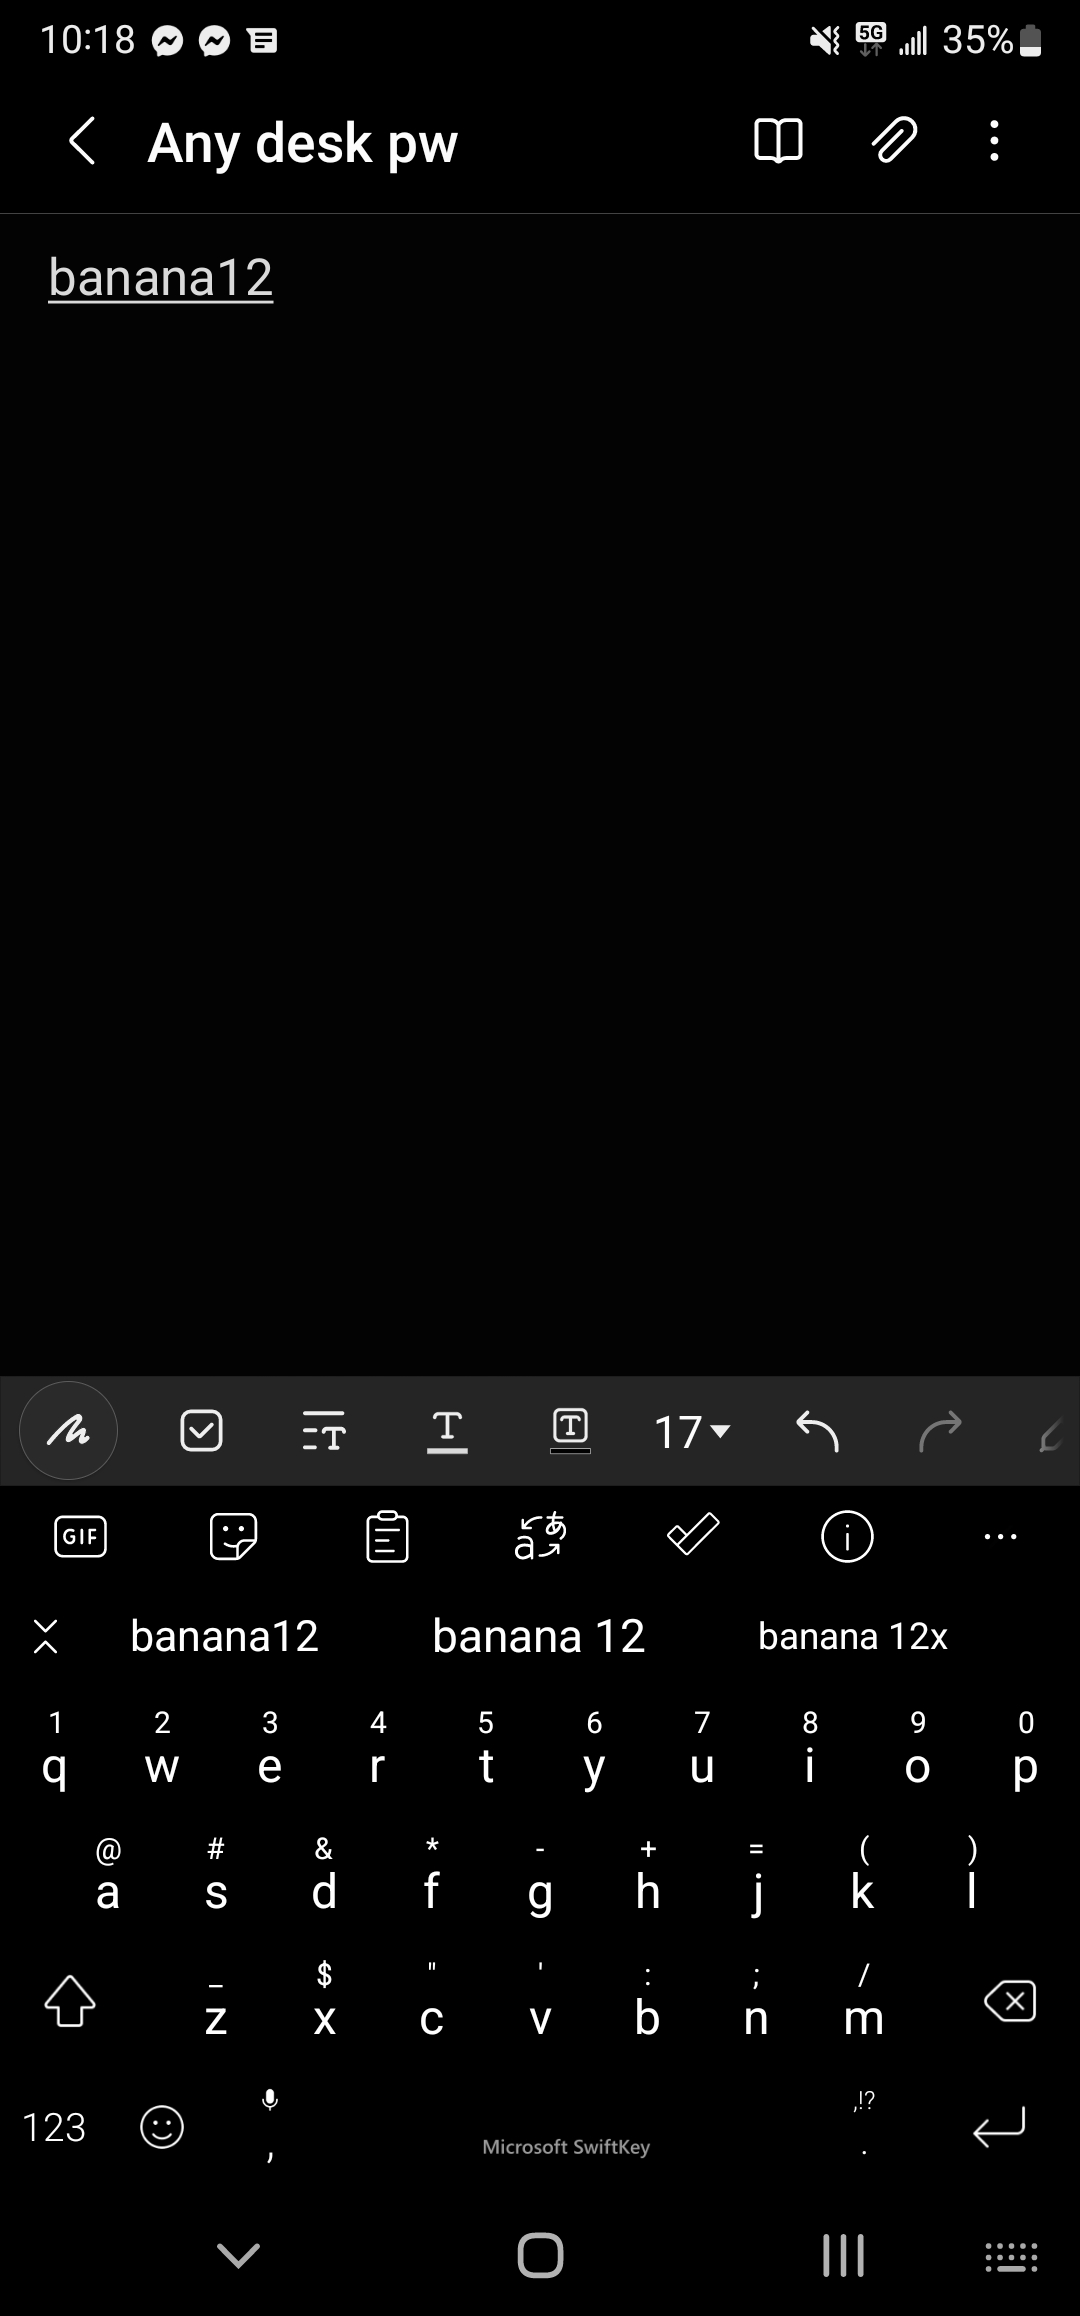 10:18 5G 35%
Any desk pw
banana12
17
GIF
banana12 banana 12 banana 12x
1 2 3 4 5 6 7 8 9 0
q w e r t y u i o p
@ # & * - + = ( )
a s d f g h j k l
_ $ " ' : ; /
z x c v b n m
,!?
123 , Microsoft SwiftKey .